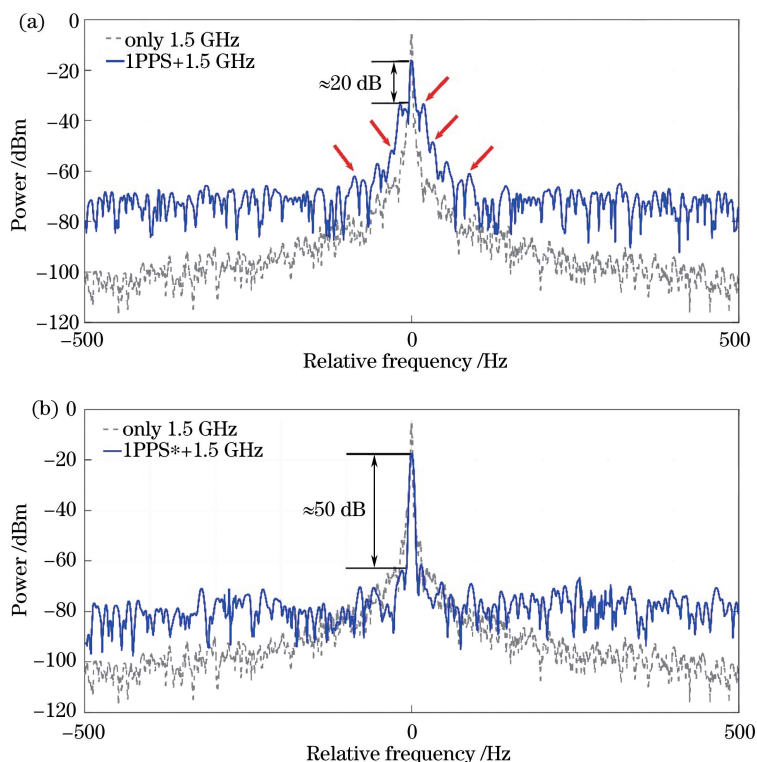 (a)
0
−20
−40
−60
−80
−100
−120
Power /dBm
only 1.5 GHz
1PPS+1.5 GHz
≈20 dB
−500
0
500
Relative frequency /Hz
(b)
0
−20
−40
−60
−80
−100
−120
Power /dBm
only 1.5 GHz
1PPS*+1.5 GHz
≈50 dB
−500
0
500
Relative frequency /Hz